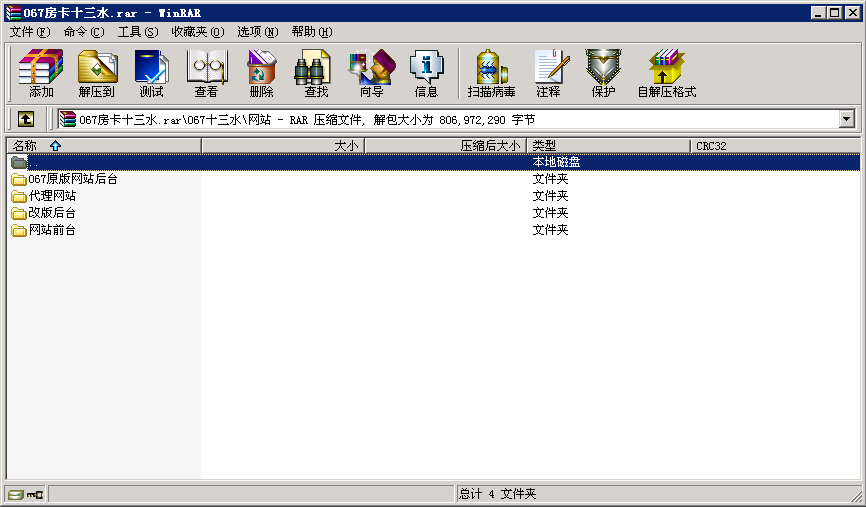 067房卡十三水.rar - WinRAR
文件(F) 命令(C) 工具(S) 收藏夹(O) 选项(N) 帮助(H)
添加 解压到 测试 查看 删除 查找 向导 信息 扫描病毒 注释 保护 自解压格式
067房卡十三水.rar\067十三水\网站 - RAR 压缩文件, 解包大小为 806,972,290 字节
名称 大小 压缩后大小 类型 CRC32
.. 本地磁盘
067原版网站后台 文件夹
代理网站 文件夹
改版后台 文件夹
网站前台 文件夹
总计 4 文件夹